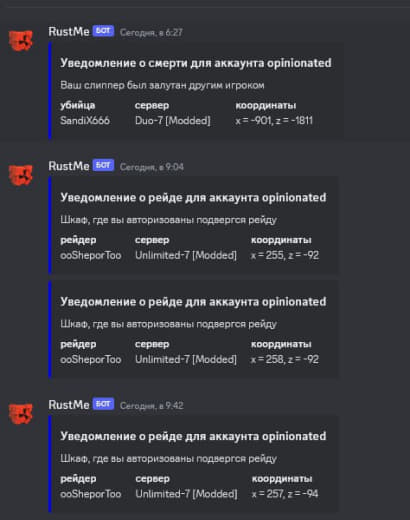 RustMe БОТ Сегодня, в 6:27
Уведомление о смерти для аккаунта opinionated
Ваш слиппер был залутан другим игроком
убийца сервер координаты
SandiX666 Duo-7 [Modded] x = -901, z = -1811
RustMe БОТ Сегодня, в 9:04
Уведомление о рейде для аккаунта opinionated
Шкаф, где вы авторизованы подвергся рейду
рейдер сервер координаты
ooSheporToo Unlimited-7 [Modded] x = 255, z = -92
Уведомление о рейде для аккаунта opinionated
Шкаф, где вы авторизованы подвергся рейду
рейдер сервер координаты
ooSheporToo Unlimited-7 [Modded] x = 258, z = -92
RustMe БОТ Сегодня, в 9:42
Уведомление о рейде для аккаунта opinionated
Шкаф, где вы авторизованы подвергся рейду
рейдер сервер координаты
ooSheporToo Unlimited-7 [Modded] x = 257, z = -94